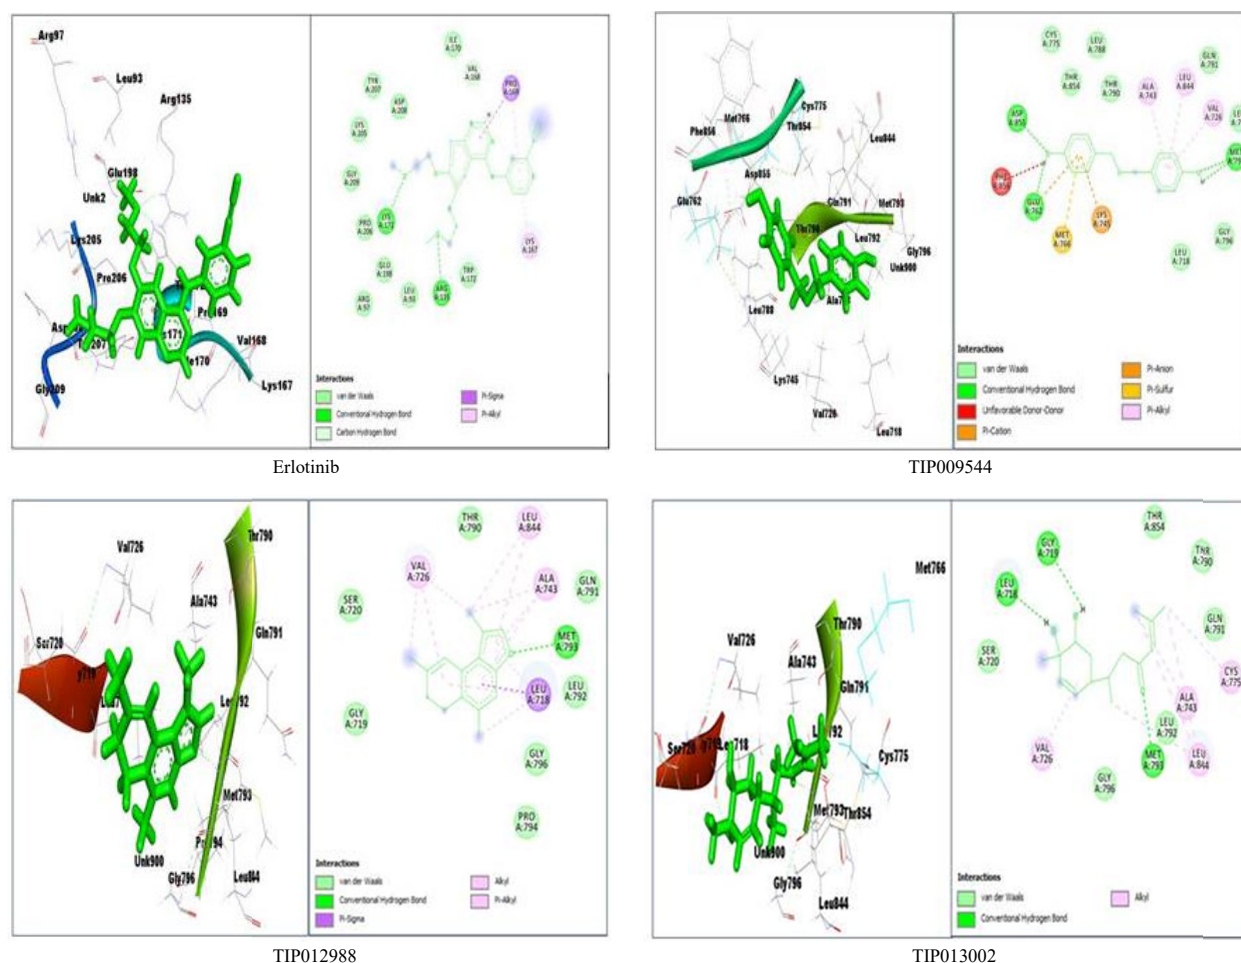 Arg97
Leu93
Arg135
Glu198
Unk2
Lys205
Pro206
Val168
Lys167
Gly209
ILE
A:170
VAL
A:168
TYR
A:207
ASP
A:208
LYS
A:205
GLY
A:209
PRO
A:206
LYS
A:171
GLU
A:198
TRP
A:172
LYS
A:167
ARG
A:97
LEU
A:93
ARG
A:135
Interactions
van der Waals
Conventional Hydrogen Bond
Carbon Hydrogen Bond
Pi-Sigma
Pi-Alkyl
Erlotinib
Met766
Cys775
Thr854
Phe856
Leu844
Asp855
Glu762
Gln791
Met793
Thr790
Leu792
Gly796
Unk900
Leu788
Lys745
Val726
Leu718
CYS
A:775
LEU
A:788
GLN
A:791
THR
A:854
THR
A:790
ALA
A:743
LEU
A:844
VAL
A:726
ASP
A:855
PHE
A:856
GLU
A:762
MET
A:766
LYS
A:745
LEU
A:718
GLY
A:796
Interactions
van der Waals
Conventional Hydrogen Bond
Unfavorable Donor-Donor
Pi-Cation
Pi-Anion
Pi-Sulfur
Pi-Alkyl
TIP009544
Thr790
Val726
Ala743
Gln791
Ser720
Met793
Unk900
Gly796
Leu844
THR
A:790
LEU
A:844
VAL
A:726
ALA
A:743
GLN
A:791
SER
A:720
MET
A:793
LEU
A:718
LEU
A:792
GLY
A:719
GLY
A:796
PRO
A:794
Interactions
van der Waals
Conventional Hydrogen Bond
Pi-Sigma
Alkyl
Pi-Alkyl
TIP012988
Met766
Thr790
Val726
Ala743
Gln791
Ser720
Leu718
Cys775
Met793
Thr854
Unk900
Gly796
Leu844
THR
A:854
GLY
A:719
THR
A:790
LEU
A:718
GLN
A:791
SER
A:720
CYS
A:775
ALA
A:743
LEU
A:792
VAL
A:726
MET
A:793
LEU
A:844
GLY
A:796
Interactions
van der Waals
Conventional Hydrogen Bond
Alkyl
TIP013002